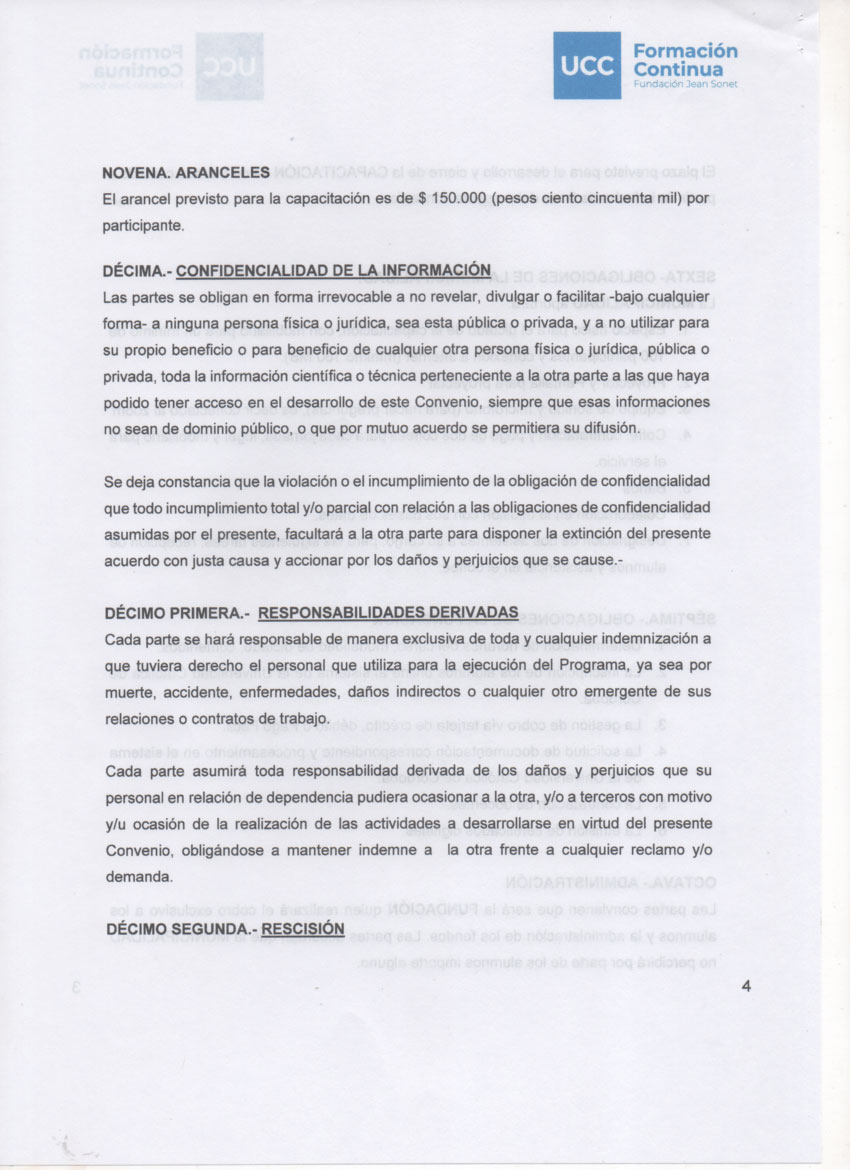 UCC
Formación
Continua
Fundación Jean Sonet
NOVENA. ARANCELES
El arancel previsto para la capacitación es de $ 150.000 (pesos ciento cincuenta mil) por
participante.
DÉCIMA.- CONFIDENCIALIDAD DE LA INFORMACIÓN
Las partes se obligan en forma irrevocable a no revelar, divulgar o facilitar -bajo cualquier
forma- a ninguna persona física o jurídica, sea esta pública o privada, y a no utilizar para
su propio beneficio o para beneficio de cualquier otra persona física o jurídica, pública o
privada, toda la información científica o técnica perteneciente a la otra parte a las que haya
podido tener acceso en el desarrollo de este Convenio, siempre que esas informaciones
no sean de dominio público, o que por mutuo acuerdo se permitiera su difusión.
Se deja constancia que la violación o el incumplimiento de la obligación de confidencialidad
que todo incumplimiento total y/o parcial con relación a las obligaciones de confidencialidad
asumidas por el presente, facultará a la otra parte para disponer la extinción del presente
acuerdo con justa causa y accionar por los daños y perjuicios que se cause.-
DÉCIMO PRIMERA.- RESPONSABILIDADES DERIVADAS
Cada parte se hará responsable de manera exclusiva de toda y cualquier indemnización a
que tuviera derecho el personal que utiliza para la ejecución del Programa, ya sea por
muerte, accidente, enfermedades, daños indirectos o cualquier otro emergente de sus
relaciones o contratos de trabajo.
Cada parte asumirá toda responsabilidad derivada de los daños y perjuicios que su
personal en relación de dependencia pudiera ocasionar a la otra, y/o a terceros con motivo
y/u ocasión de la realización de las actividades a desarrollarse en virtud del presente
Convenio, obligándose a mantener indemne a la otra frente a cualquier reclamo y/o
demanda.
DÉCIMO SEGUNDA.- RESCISIÓN
4